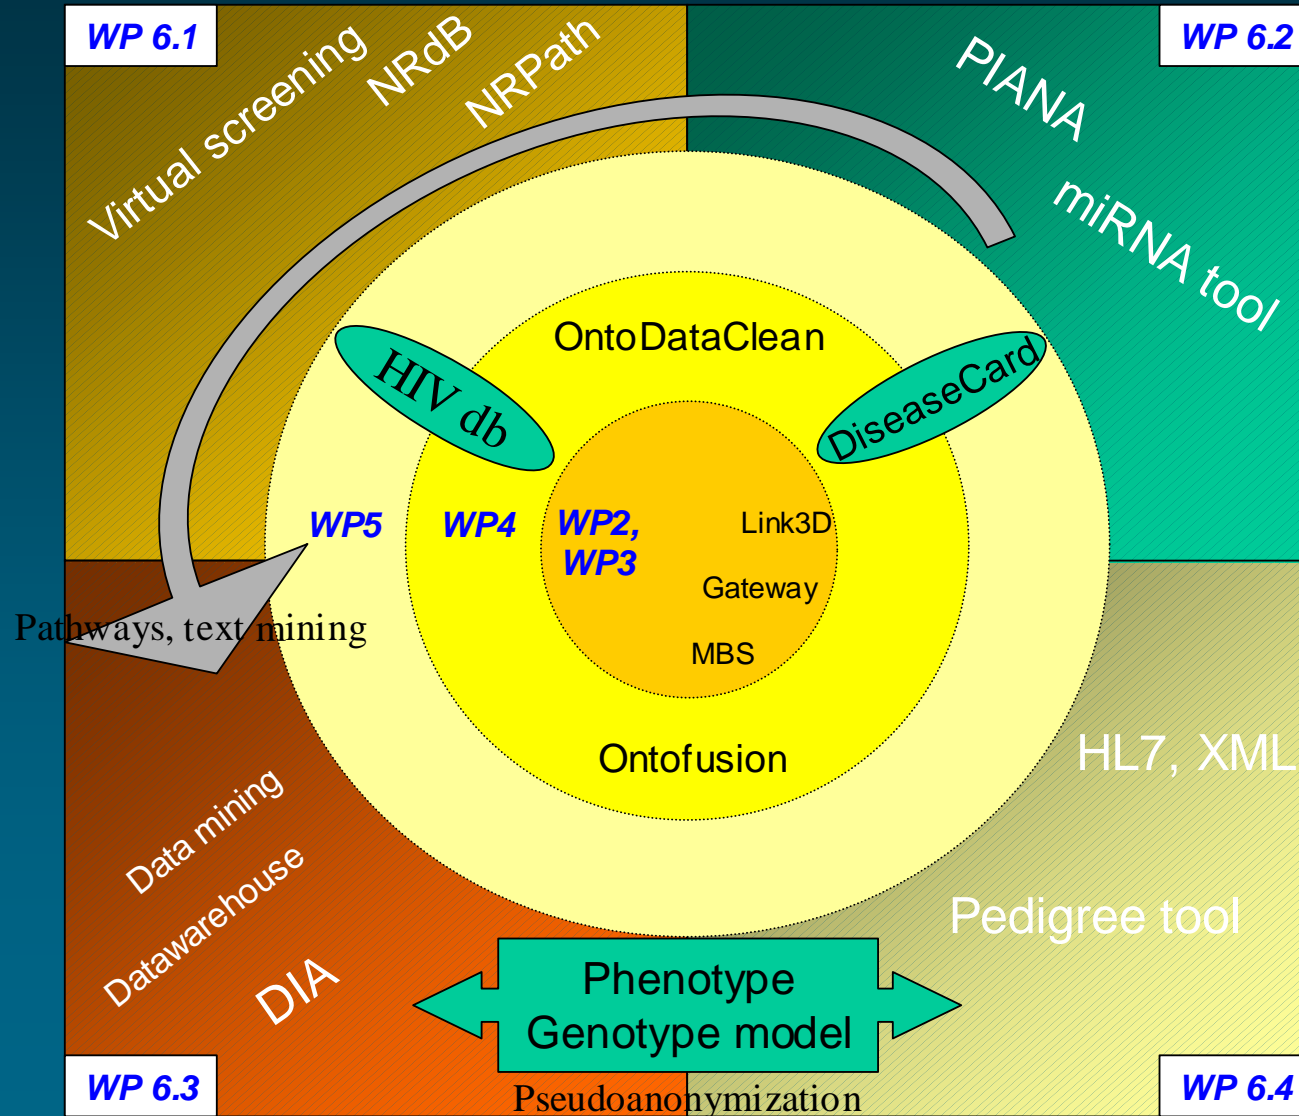 WP 6.1
WP 6.2
Virtual screening
NRdB
NRPath
PIANA
miRNA tool
OntoDataClean
HIV db
DiseaseCard
WP5
WP4
WP2,
WP3
Link3D
Gateway
MBS
Pathways, text mining
Ontofusion
HL7, XML
Data mining
Datawarehouse
DIA
Pedigree tool
Phenotype
Genotype model
WP 6.3
Pseudoanonymization
WP 6.4